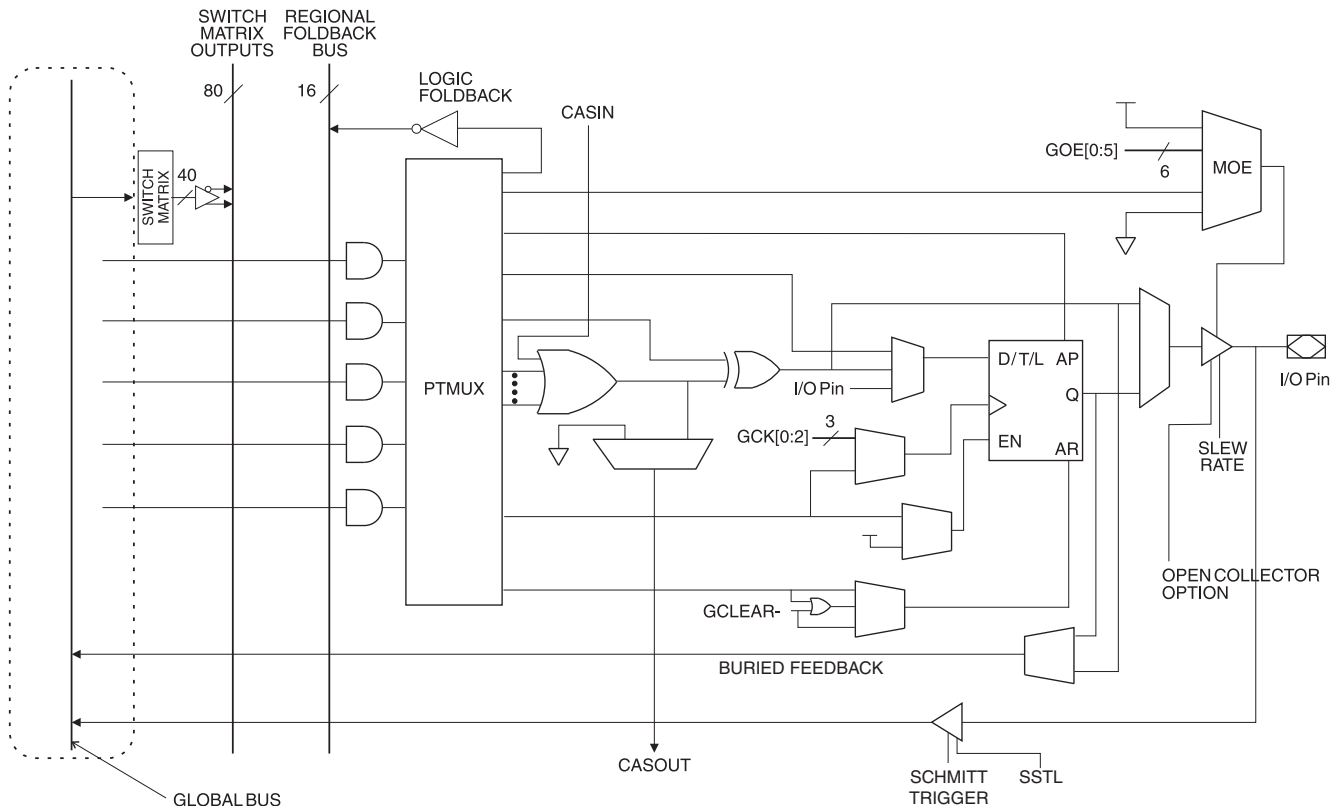 SWITCH
MATRIX
OUTPUTS
REGIONAL
FOLDBACK
BUS
80
16
LOGIC
FOLDBACK
CASIN
GOE[0:5]
6
MOE
SWITCH
MATRIX
40
PTMUX
D/T/L
AP
Q
EN
AR
I/O Pin
I/O Pin
GCK[0:2]
3
SLEW
RATE
OPEN COLLECTOR
OPTION
GCLEAR-
BURIED FEEDBACK
CASOUT
SCHMITT
TRIGGER
SSTL
GLOBAL BUS